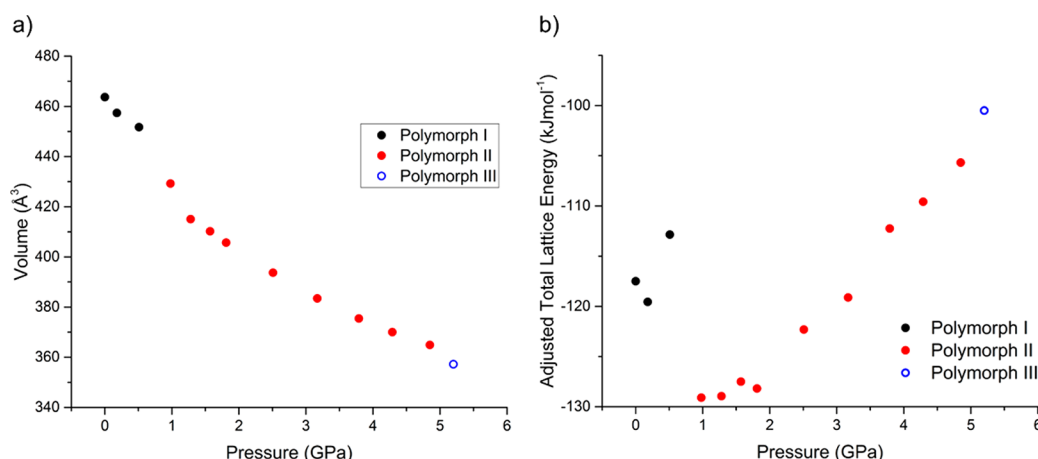 a)
480
460
440
420
400
380
360
340
Volume (Å³)
0 1 2 3 4 5 6
Pressure (GPa)
Polymorph I
Polymorph II
Polymorph III
b)
-100
-110
-120
-130
Adjusted Total Lattice Energy (kJmol⁻¹)
0 1 2 3 4 5 6
Pressure (GPa)
Polymorph I
Polymorph II
Polymorph III